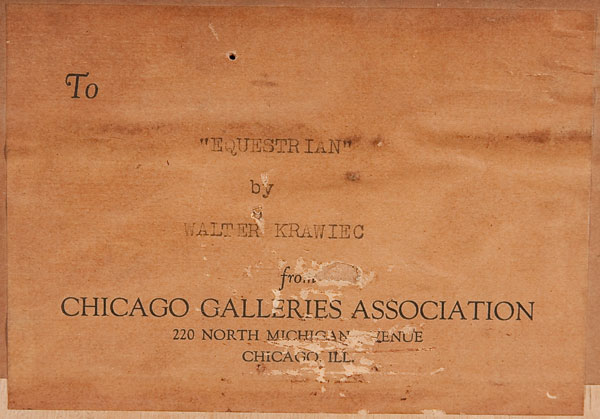 To
"EQUESTRIAN"
by
WALTER KRAWIEC
from
CHICAGO GALLERIES ASSOCIATION
220 NORTH MICHIGAN AVENUE
CHICAGO, ILL.